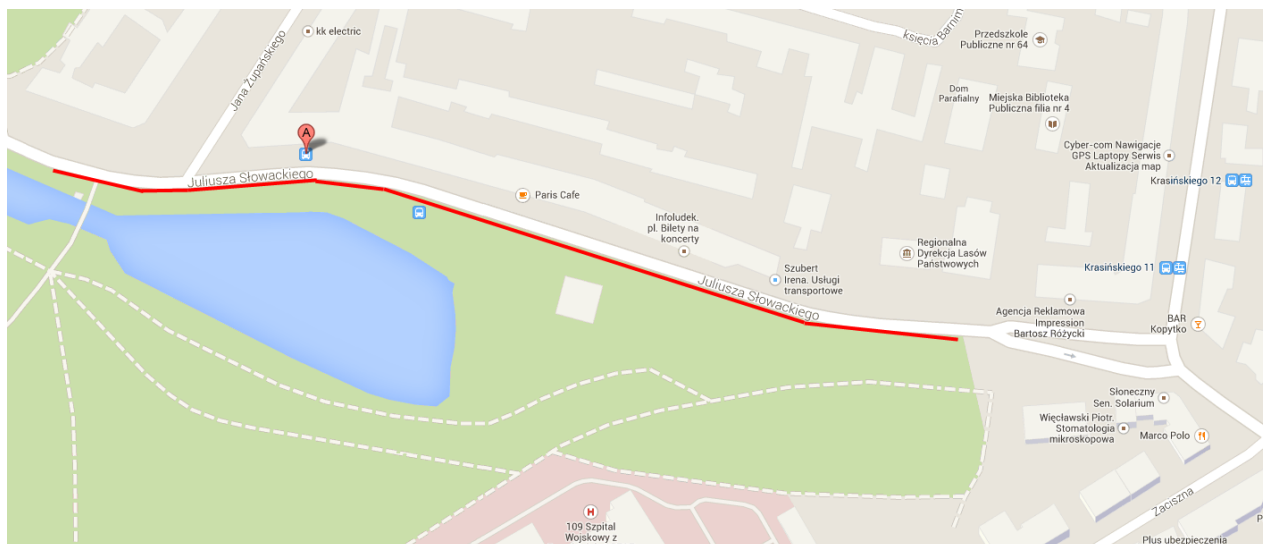 kk electric
Jana Żupańskiego
księcia Barnim
Przedszkole
Publiczne nr 64
Dom
Parafialny
Miejska Biblioteka
Publiczna filia nr 4
A
Cyber-com Nawigacje
GPS Laptopy Serwis
Aktualizacja map
Krasińskiego 12
Juliusza Słowackiego
Paris Cafe
Infoludek.
pl. Bilety na
koncerty
Regionalna
Dyrekcja Lasów
Państwowych
Krasińskiego 11
Szubert
Irena. Usługi
transportowe
Juliusza Słowackiego
Agencja Reklamowa
Impression
Bartosz Różycki
BAR
Kopytko
Słoneczny
Sen. Solarium
Więcławski Piotr.
Stomatologia
mikroskopowa
Marco Polo
Zaciszna
H
109 Szpital
Wojskowy z
Plus ubezpieczenia
P